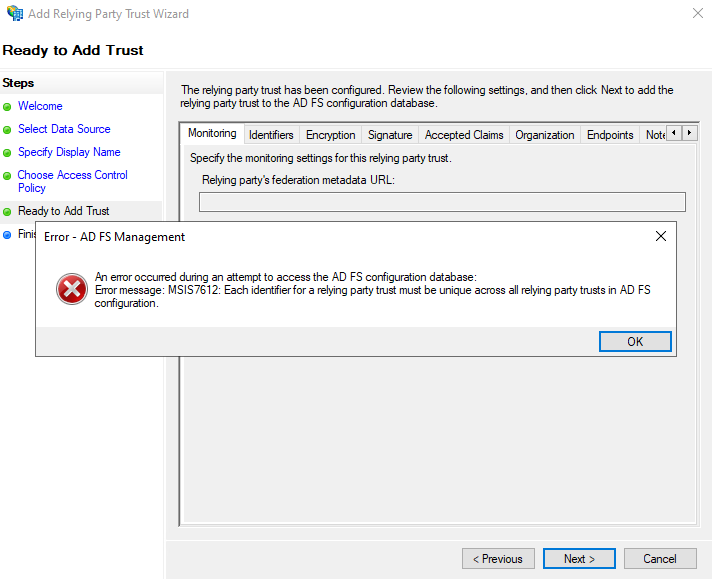 Add Relying Party Trust Wizard
Ready to Add Trust
Steps
Welcome
Select Data Source
Specify Display Name
Choose Access Control
Policy
Ready to Add Trust
The relying party trust has been configured. Review the following settings, and then click Next to add the
relying party trust to the AD FS configuration database.
Monitoring Identifiers Encryption Signature Accepted Claims Organization Endpoints Note
Specify the monitoring settings for this relying party trust.
Relying party's federation metadata URL:
Error - AD FS Management
An error occurred during an attempt to access the AD FS configuration database:
Error message: MSIS7612: Each identifier for a relying party trust must be unique across all relying party trusts in AD FS
configuration.
OK
< Previous Next > Cancel